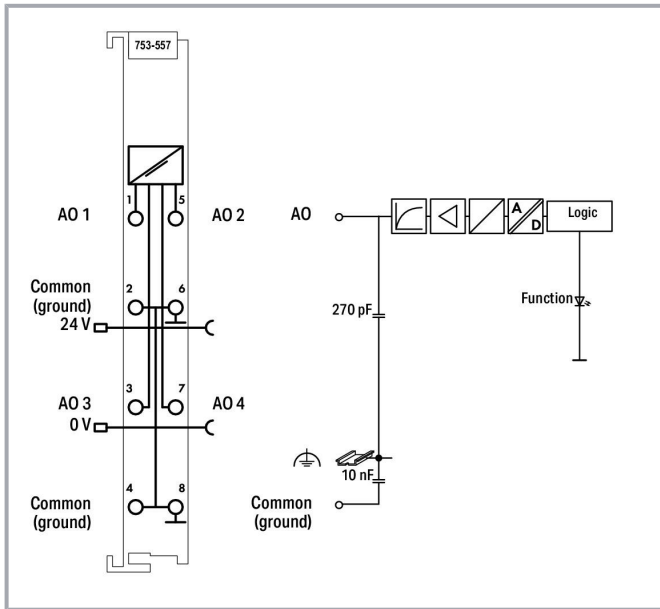 753-557
1
5
AO 1
AO 2
2
6
Common
(ground)
24 V
3
7
AO 3
AO 4
0 V
4
8
Common
(ground)
AO
A
D
Logic
270 pF
Function
10 nF
Common
(ground)